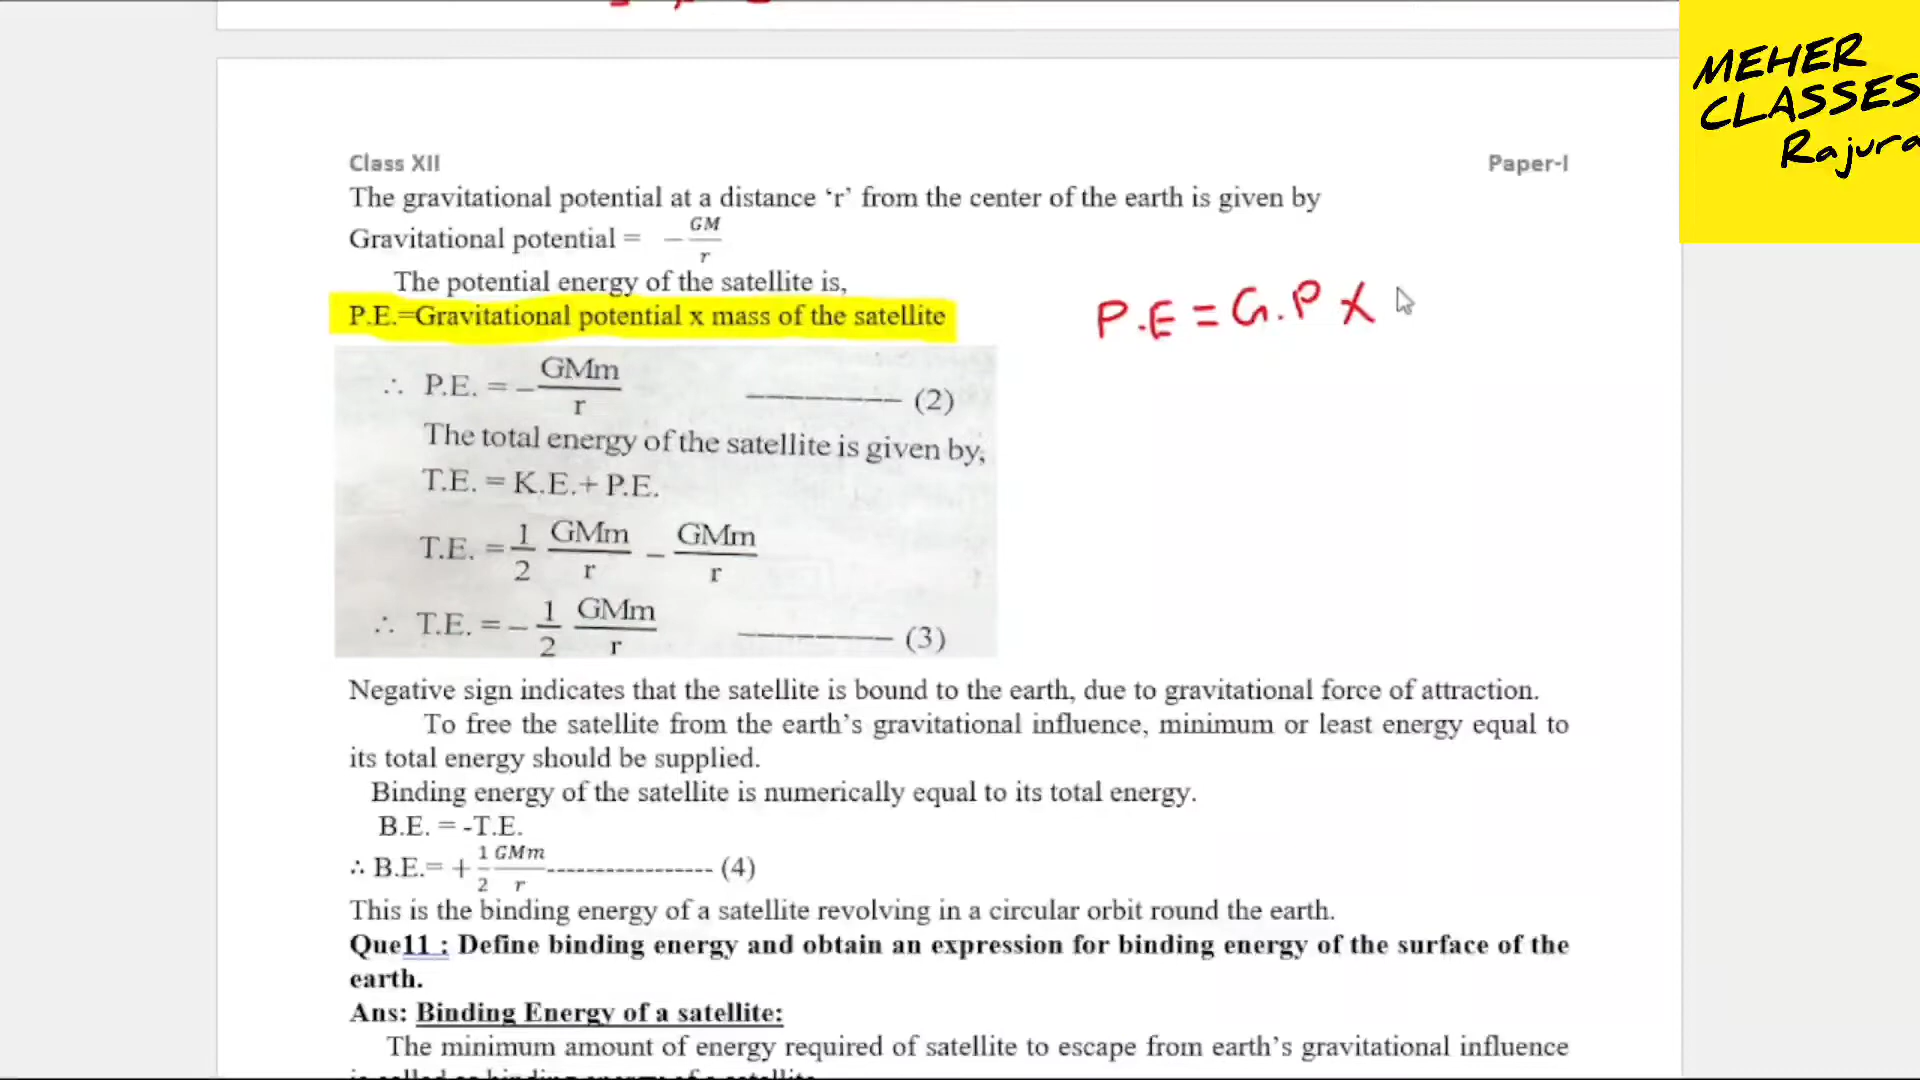 MEHER
CLASSES
Rajura
Class XII Paper-I
The gravitational potential at a distance ‘r’ from the center of the earth is given by
Gravitational potential = − GM/r
The potential energy of the satellite is,
P.E.=Gravitational potential x mass of the satellite
P.E = G.P X
∴ P.E. = − GMm/r ---------- (2)
The total energy of the satellite is given by,
T.E. = K.E.+ P.E.
T.E. = 1/2 GMm/r − GMm/r
∴ T.E. = − 1/2 GMm/r ---------- (3)
Negative sign indicates that the satellite is bound to the earth, due to gravitational force of attraction.
To free the satellite from the earth’s gravitational influence, minimum or least energy equal to
its total energy should be supplied.
Binding energy of the satellite is numerically equal to its total energy.
B.E. = -T.E.
∴ B.E.= + 1/2 GMm/r ----------------- (4)
This is the binding energy of a satellite revolving in a circular orbit round the earth.
Que11 : Define binding energy and obtain an expression for binding energy of the surface of the
earth.
Ans: Binding Energy of a satellite:
The minimum amount of energy required of satellite to escape from earth’s gravitational influence